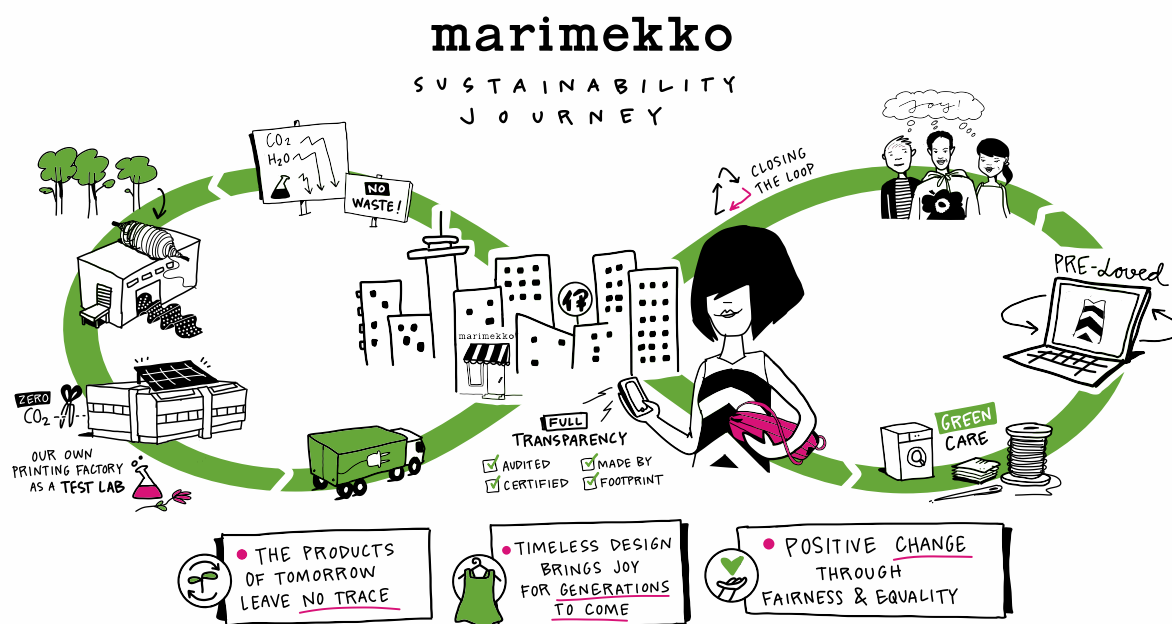 marimekko
SUSTAINABILITY
JOURNEY
CO2
H2O
NO
WASTE!
Joy!
CLOSING
THE LOOP
PRE-Loved
伊
marimekko
ZERO
CO2
OUR OWN
PRINTING FACTORY
AS A TEST LAB
FULL
TRANSPARENCY
AUDITED
MADE BY
CERTIFIED
FOOTPRINT
GREEN
CARE
THE PRODUCTS
OF TOMORROW
LEAVE NO TRACE
TIMELESS DESIGN
BRINGS JOY
FOR GENERATIONS
TO COME
POSITIVE CHANGE
THROUGH
FAIRNESS & EQUALITY